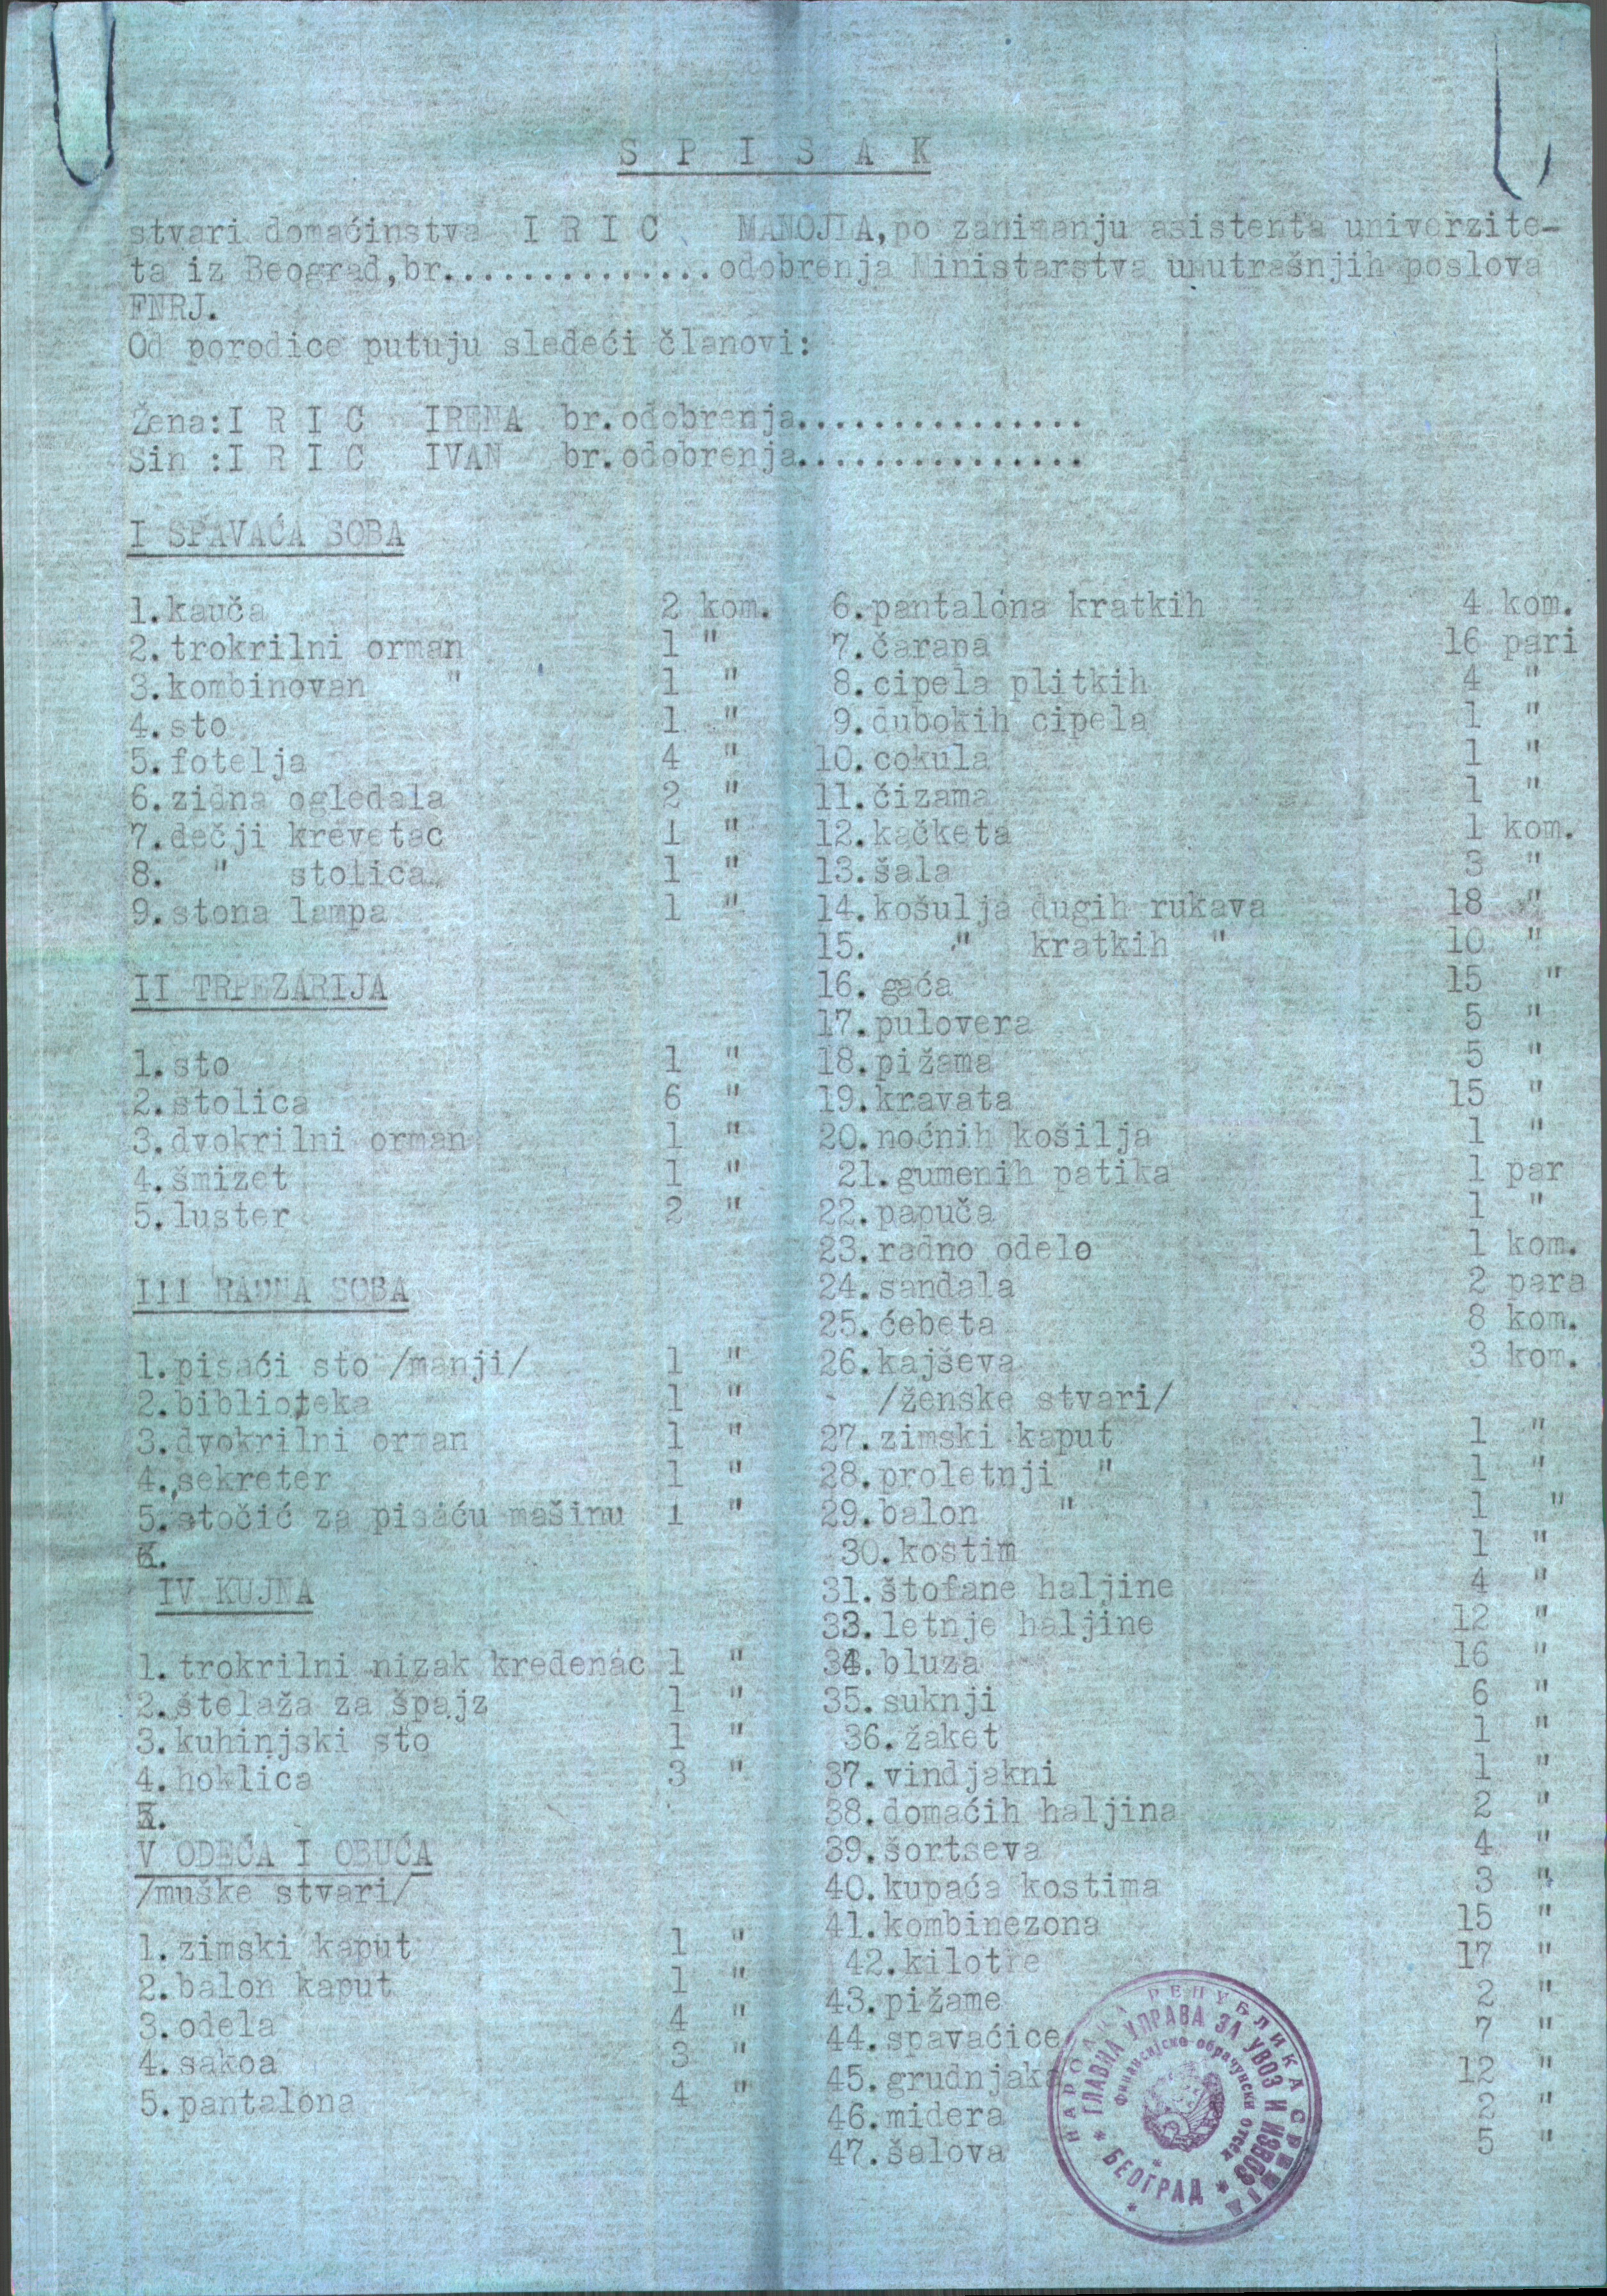 S P I S A K
stvari domaćinstva I R I C MANOJLA,po zanimanju asistenta univerzite-
ta iz Beograd,br..............odobrenja Ministarstva unutrašnjih poslova
FNRJ.
Od porodice putuju sledeći članovi:
Žena:I R I C IRENA br.odobrenja...............
Sin :I R I C IVAN br.odobrenja...............
I SPAVAĆA SOBA
1.kauča 2 kom.
2.trokrilni orman 1 "
3.kombinovan " 1 "
4.sto 1 "
5.fotelja 4 "
6.zidna ogledala 2 "
7.dečji krevetac 1 "
8. " stolica 1 "
9.stona lampa 1 "
II TRPEZARIJA
1.sto 1 "
2.stolica 6 "
3.dvokrilni orman 1 "
4.šmizet 1 "
5.luster 2 "
III RADNA SOBA
1.pisaći sto /manji/ 1 "
2.biblioteka 1 "
3.dvokrilni orman 1 "
4.sekreter 1 "
5.stočić za pisaću mašinu 1 "
IV KUJNA
1.trokrilni nizak kredenac 1 "
2.štelaža za špajz 1 "
3.kuhinjski sto 1 "
4.hoklica 3 "
V ODEĆA I OBUĆA
/muške stvari/
1.zimski kaput 1 "
2.balon kaput 1 "
3.odela 4 "
4.sakoa 3 "
5.pantalona 4 "
6.pantalona kratkih 4 kom.
7.čarapa 16 pari
8.cipela plitkih 4 "
9.dubokih cipela 1 "
10.cokula 1 "
11.čizama 1 "
12.kačketa 1 kom.
13.šala 3 "
14.košulja dugih rukava 18 "
15. " kratkih " 10 "
16.gaća 15 "
17.pulovera 5 "
18.pižama 5 "
19.kravata 15 "
20.noćnih košilja 1 "
21.gumenih patika 1 par
22.papuča 1 "
23.radno odelo 1 kom.
24.sandala 2 para
25.ćebeta 8 kom.
26.kajševa 3 kom.
/ženske stvari/
27.zimski kaput 1 "
28.proletnji " 1 "
29.balon " 1 "
30.kostim 1 "
31.štofane haljine 4 "
33.letnje haljine 12 "
34.bluza 16 "
35.suknji 6 "
36.žaket 1 "
37.vindjakni 1 "
38.domaćih haljina 2 "
39.šortseva 4 "
40.kupaća kostima 3 "
41.kombinezona 15 "
42.kilotre 17 "
43.pižame 2 "
44.spavaćice 7 "
45.grudnjaka 12 "
46.midera 2 "
47.šalova 5 "
НАРОДНА РЕПУБЛИКА СРБИЈА
ГЛАВНА УПРАВА ЗА УВОЗ И ИЗВОЗ
Финансијско обрачунски отсек
* БЕОГРАД *